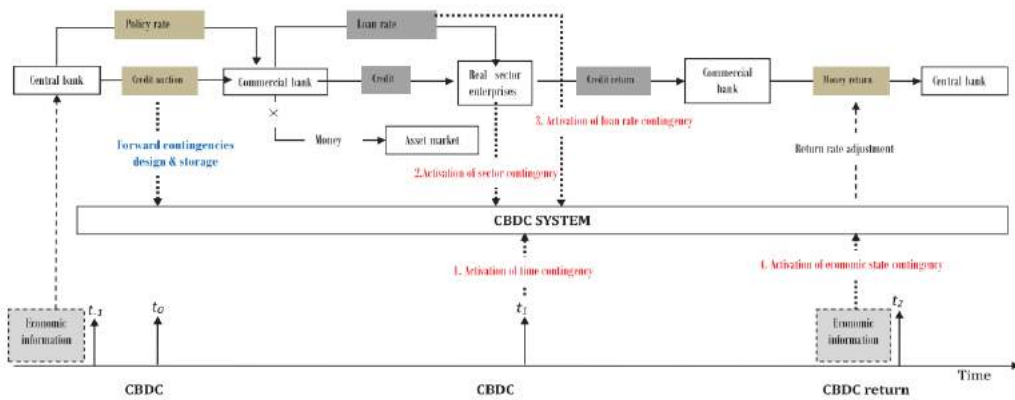 Policy rate
Loan rate
Central bank
Credit auction
Commercial bank
Credit
Real sector
enterprises
Credit return
Commercial
bank
Money return
Central bank
Money
Asset market
3. Activation of loan rate contingency
Forward contingencies
design & storage
Return rate adjustment
2.Activation of sector contingency
CBDC SYSTEM
1. Activation of time contingency
4. Activation of economic state contingency
Economic
information
t-1
t0
t1
Economic
information
t2
Time
CBDC
CBDC
CBDC return